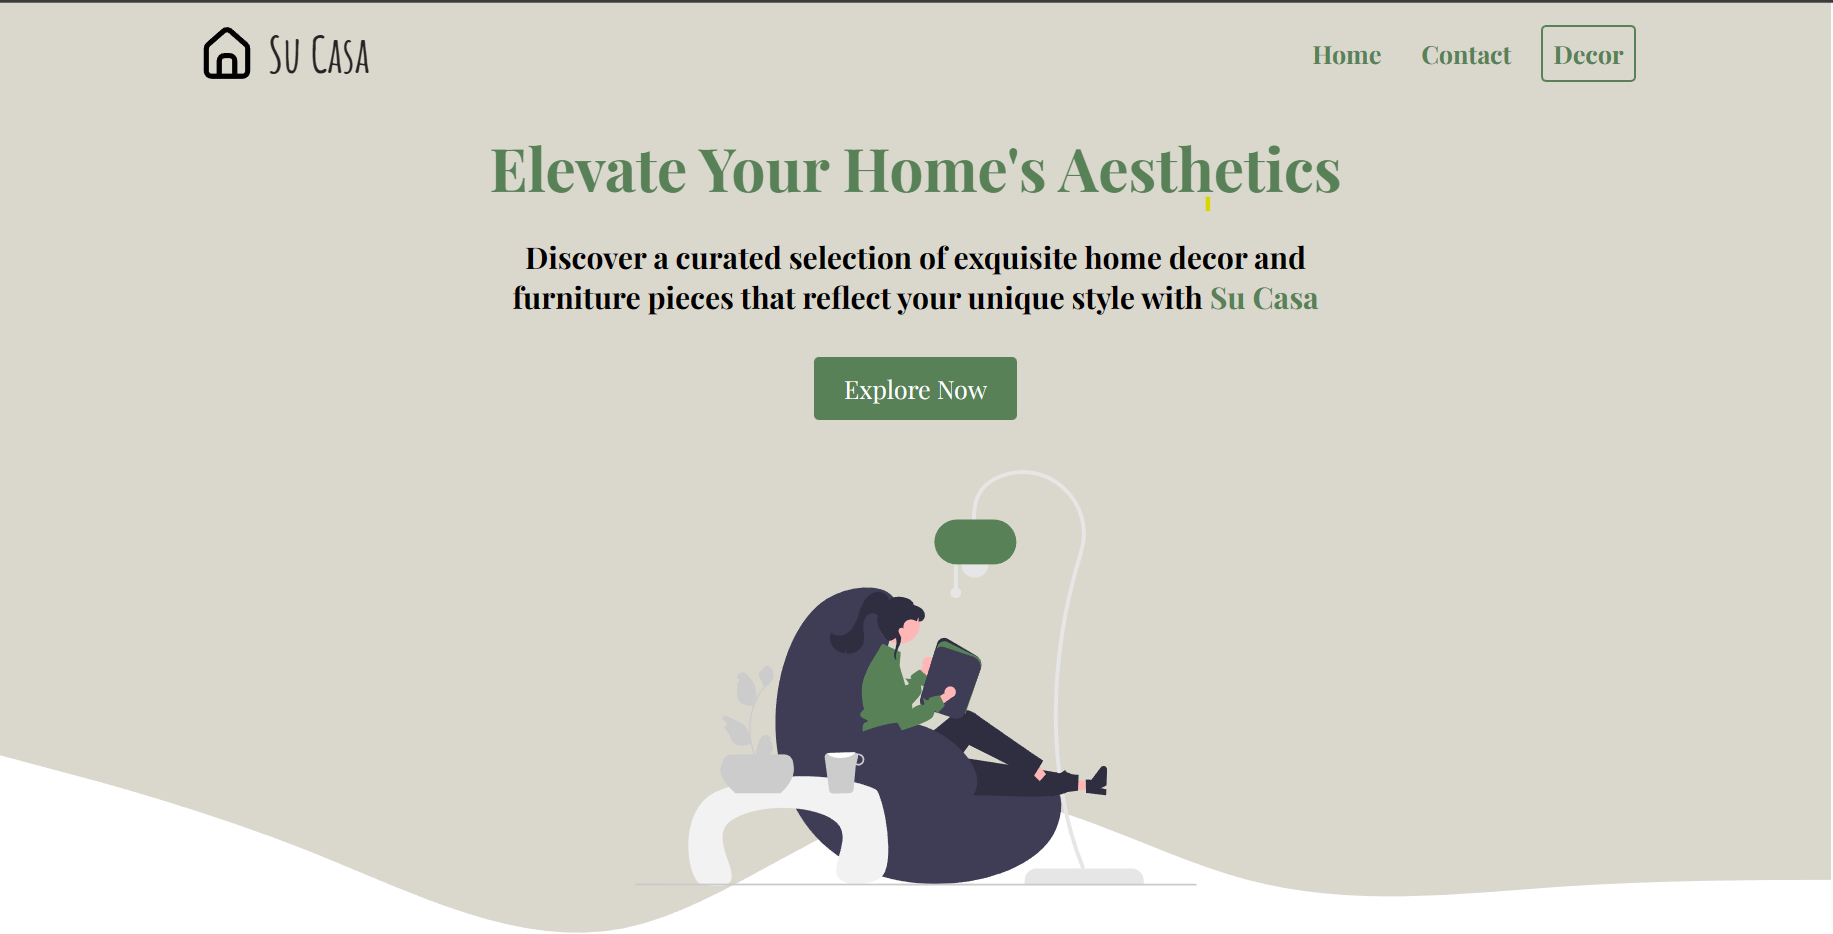 Su Casa
Home
Contact
Decor
Elevate Your Home's Aesthetics
Discover a curated selection of exquisite home decor and
furniture pieces that reflect your unique style with Su Casa
Explore Now